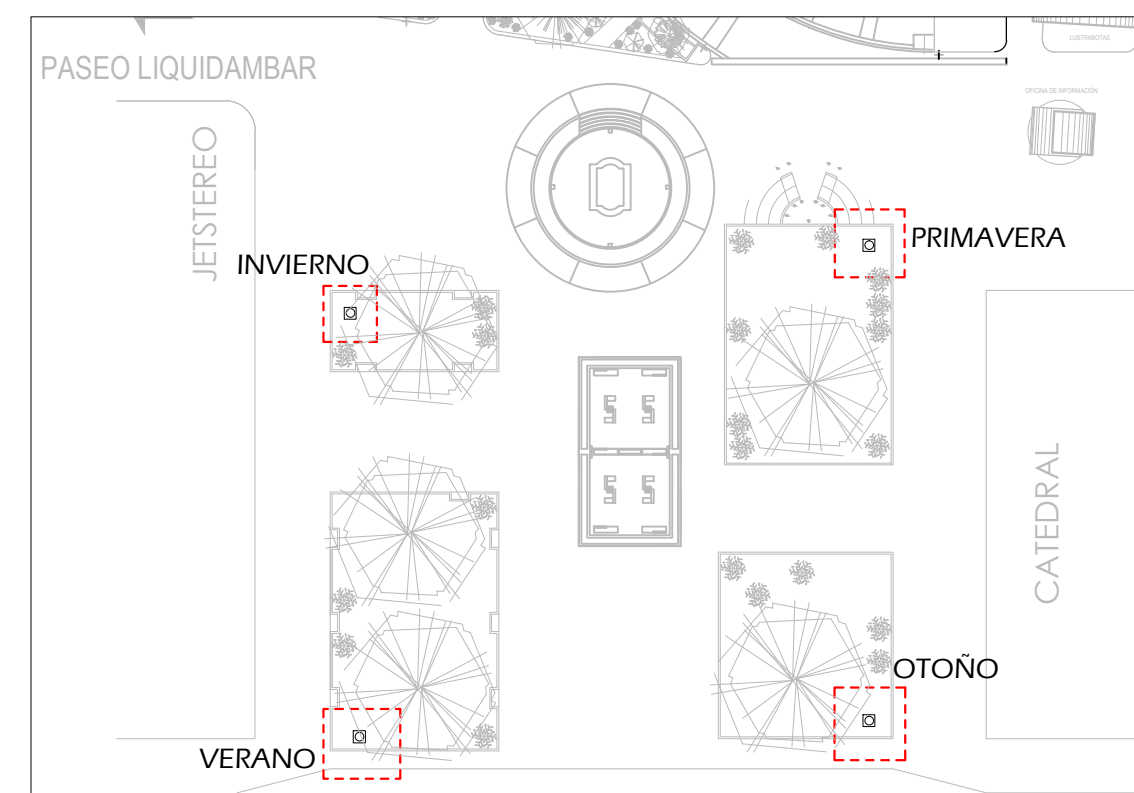 LUSTRABOTAS
PASEO LIQUIDAMBAR
OFICINA DE INFORMACIÓN
JETSTEREO
PRIMAVERA
INVIERNO
CATEDRAL
OTOÑO
VERANO